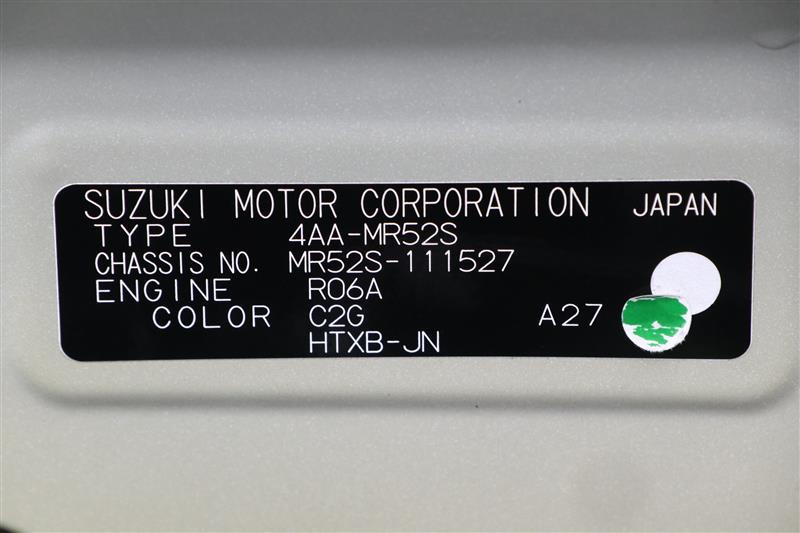 SUZUKI MOTOR CORPORATION JAPAN
TYPE 4AA-MR52S
CHASSIS NO. MR52S-111527
ENGINE R06A
COLOR C2G A27
HTXB-JN